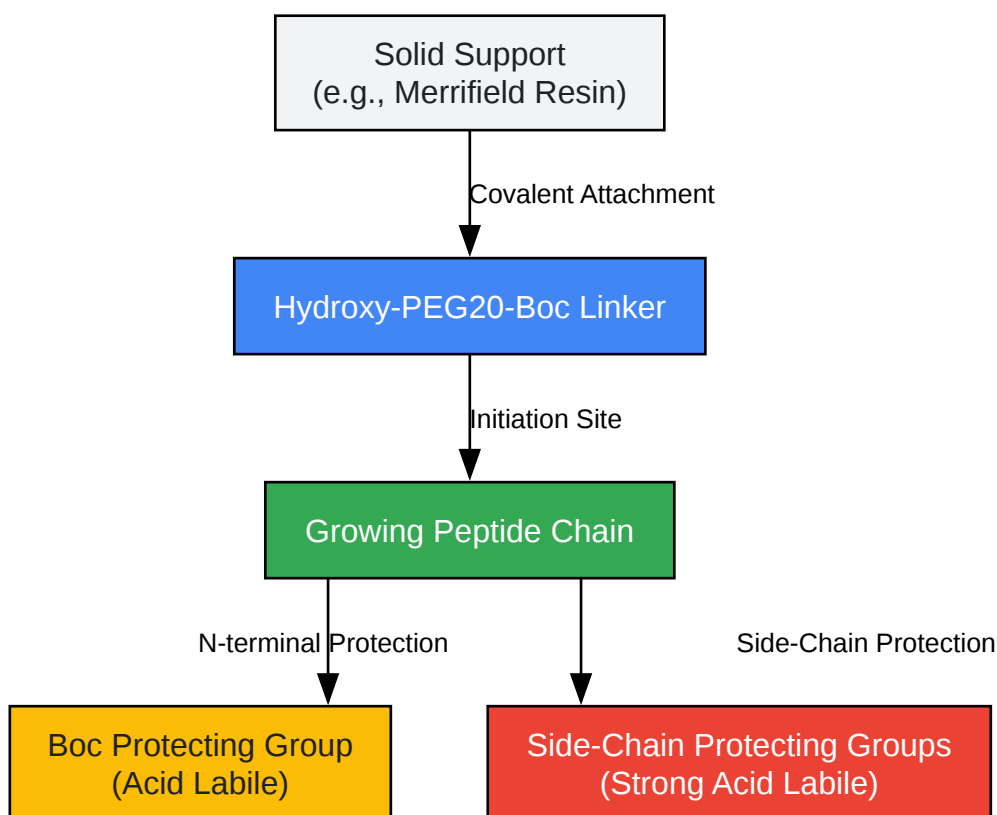 Solid Support
(e.g., Merrifield Resin)
Covalent Attachment
Hydroxy-PEG20-Boc Linker
Initiation Site
Growing Peptide Chain
N-terminal Protection
Side-Chain Protection
Boc Protecting Group
(Acid Labile)
Side-Chain Protecting Groups
(Strong Acid Labile)